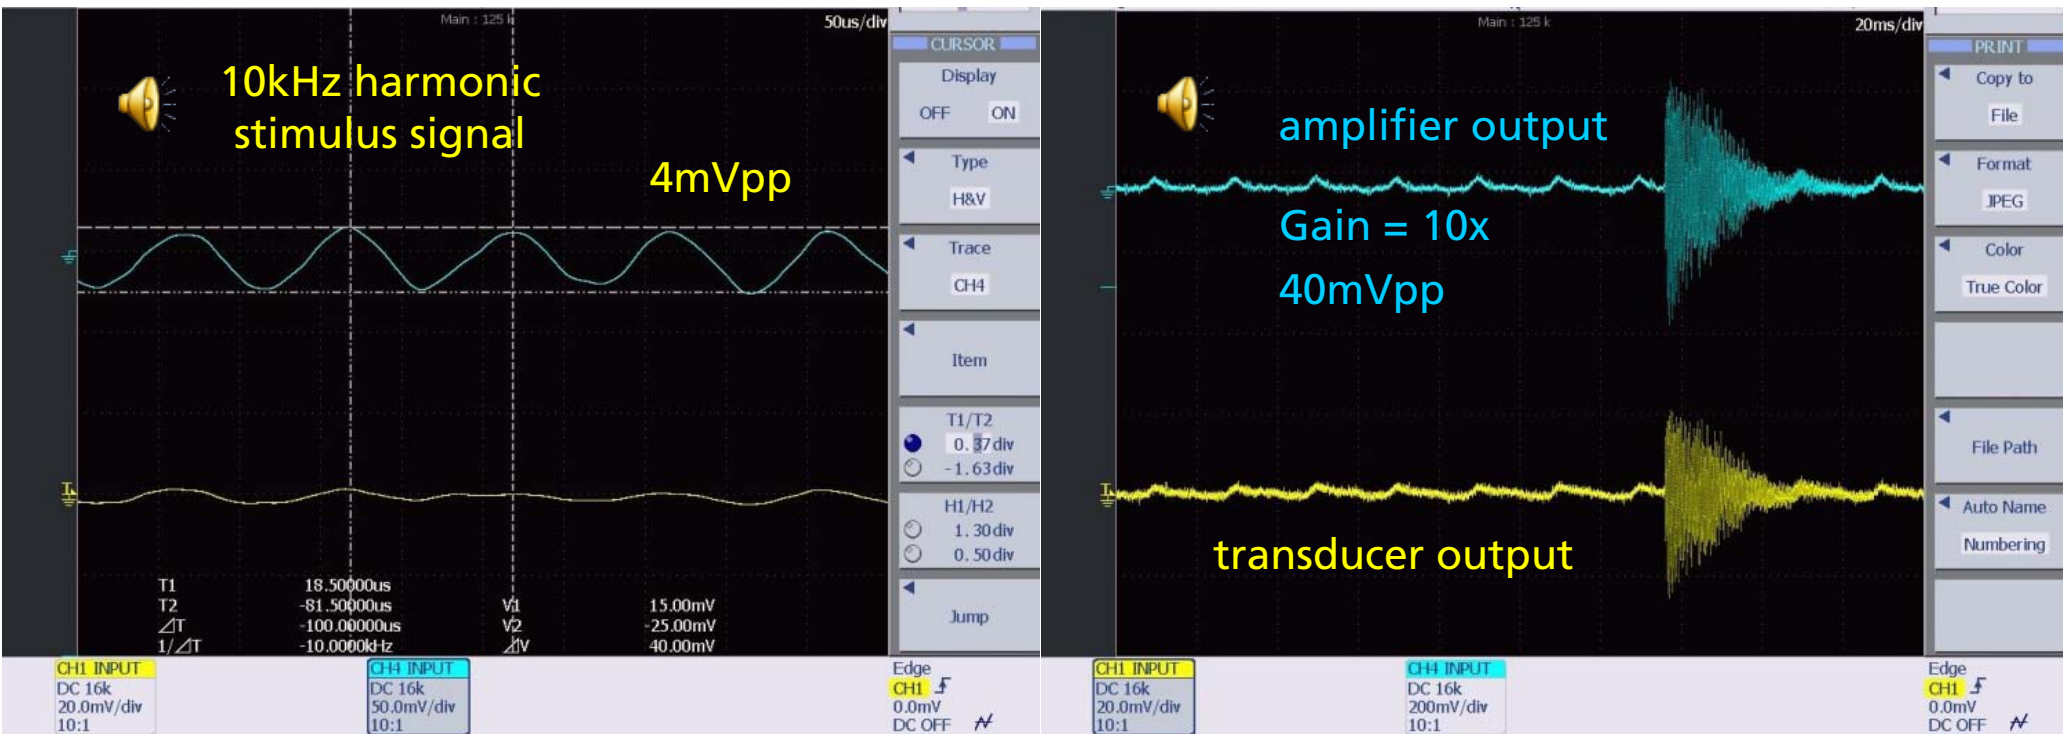 Main : 125 k
50us/div
10kHz harmonic
stimulus signal
4mVpp
T1 18.50000us
T2 -81.50000us V1 15.00mV
⊿T -100.00000us V2 -25.00mV
1/⊿T -10.0000kHz ⊿V 40.00mV
CURSOR
Display
OFF ON
Type
H&V
Trace
CH4
Item
T1/T2
0.37div
-1.63div
H1/H2
1.30div
0.50div
Jump
CH1 INPUT
DC 16k
20.0mV/div
10:1
CH4 INPUT
DC 16k
50.0mV/div
10:1
Edge
CH1
0.0mV
DC OFF
Main : 125 k
20ms/div
amplifier output
Gain = 10x
40mVpp
transducer output
PRINT
Copy to
File
Format
JPEG
Color
True Color
File Path
Auto Name
Numbering
CH1 INPUT
DC 16k
20.0mV/div
10:1
CH4 INPUT
DC 16k
200mV/div
10:1
Edge
CH1
0.0mV
DC OFF